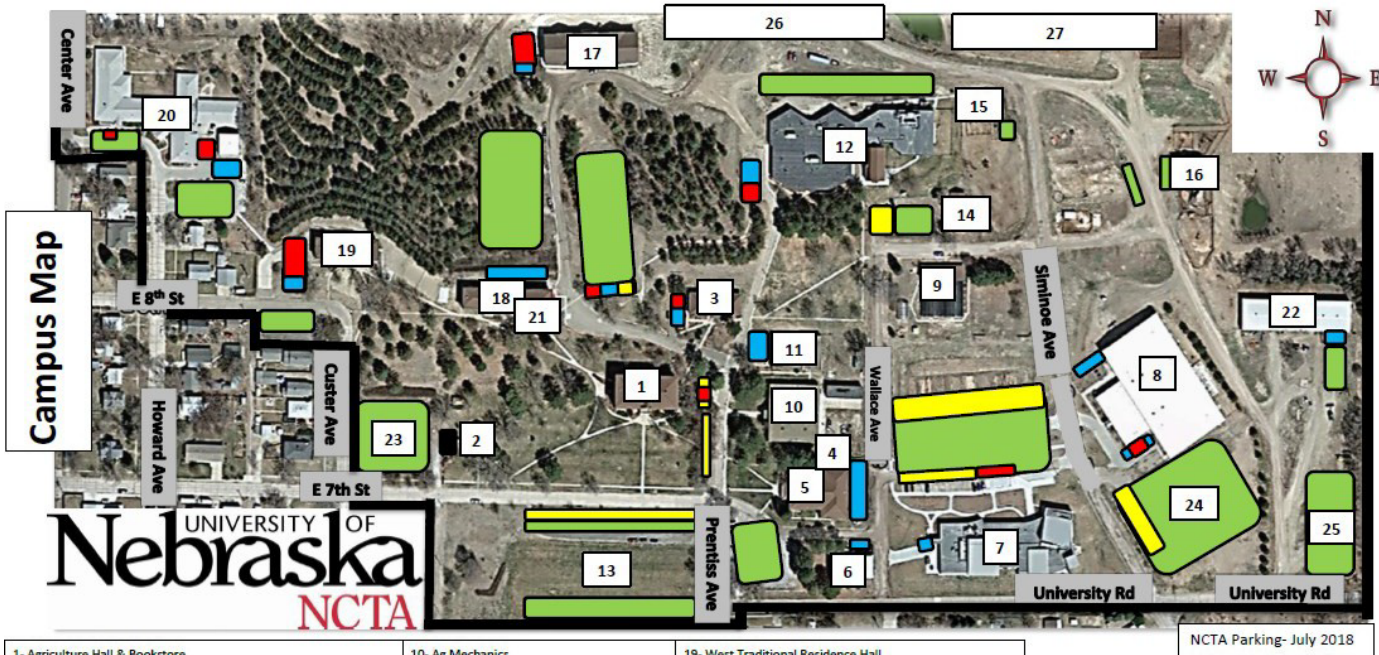 Campus Map
Center Ave
N
W
E
S
26
27
17
20
15
12
16
14
19
E 8th St
18
21
3
9
Siminoe Ave
22
11
8
1
Wallace Ave
10
Custer Ave
Howard Ave
23
2
4
5
E 7th St
24
25
UNIVERSITY OF
Nebraska
NCTA
13
Prentiss Ave
7
6
University Rd
University Rd
NCTA Parking- July 2018
1- Agriculture Hall & Bookstore
10- Ag Mechanics
19- West Traditional Residence Hall